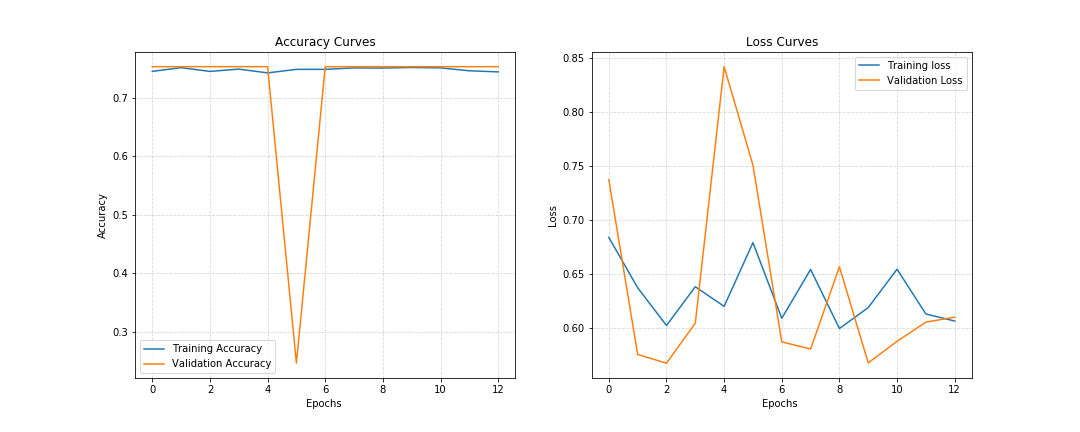 Accuracy Curves
0.7
0.6
0.5
0.4
0.3
Accuracy
Training Accuracy
Validation Accuracy
0 2 4 6 8 10 12
Epochs
Loss Curves
0.85
0.80
0.75
0.70
0.65
0.60
Loss
Training loss
Validation Loss
0 2 4 6 8 10 12
Epochs